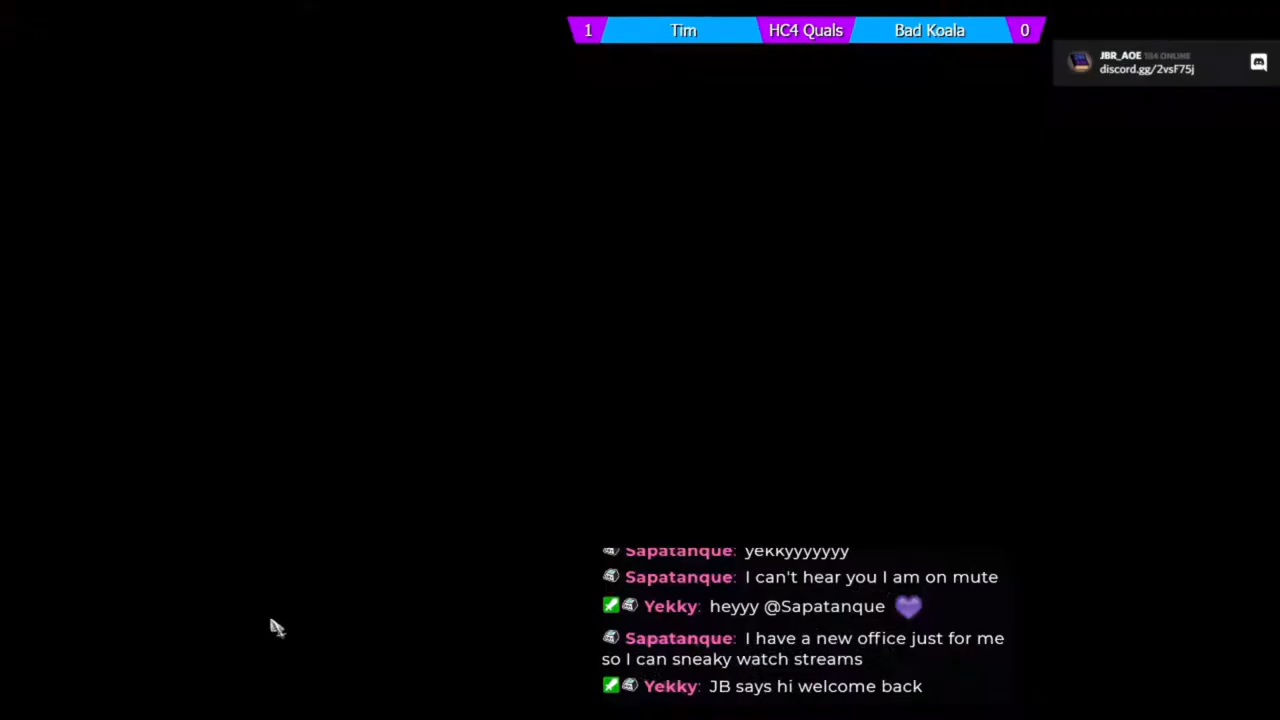 1 Tim HC4 Quals Bad Koala 0
JBR_AOE 334 ONLINE
discord.gg/2vsF75j
Sapatanque: yekkyyyyyyy
Sapatanque: I can't hear you I am on mute
Yekky: heyyy @Sapatanque
Sapatanque: I have a new office just for me
so I can sneaky watch streams
Yekky: JB says hi welcome back